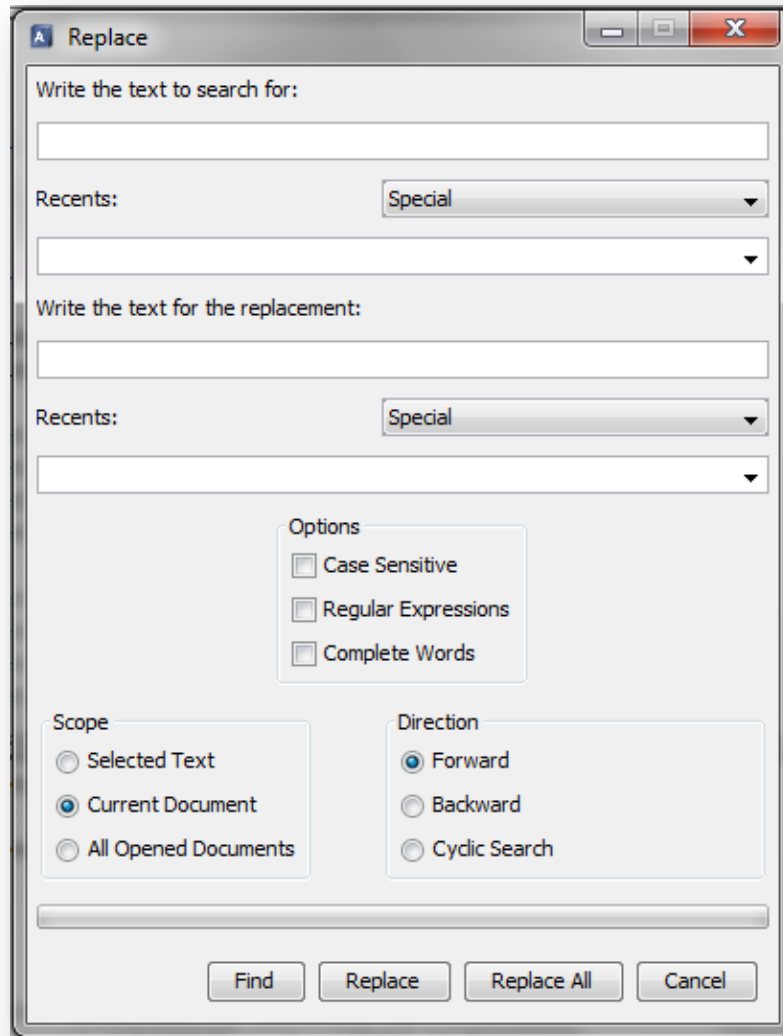 Replace
Write the text to search for:
Recents:
Special
Write the text for the replacement:
Recents:
Special
Options
Case Sensitive
Regular Expressions
Complete Words
Scope
Selected Text
Current Document
All Opened Documents
Direction
Forward
Backward
Cyclic Search
Find
Replace
Replace All
Cancel